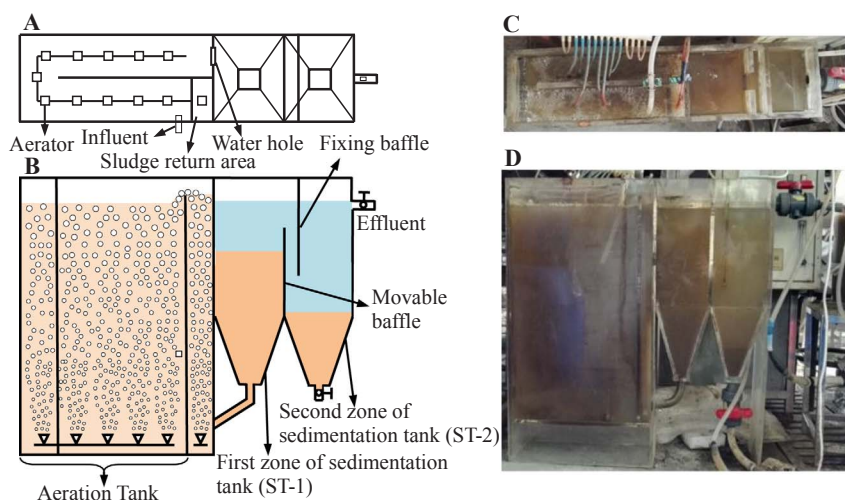 A
Aerator
Influent
Sludge return area
Water hole
Fixing baffle
B
Effluent
Movable
baffle
Second zone of
sedimentation tank (ST-2)
First zone of sedimentation
tank (ST-1)
Aeration Tank
C
D